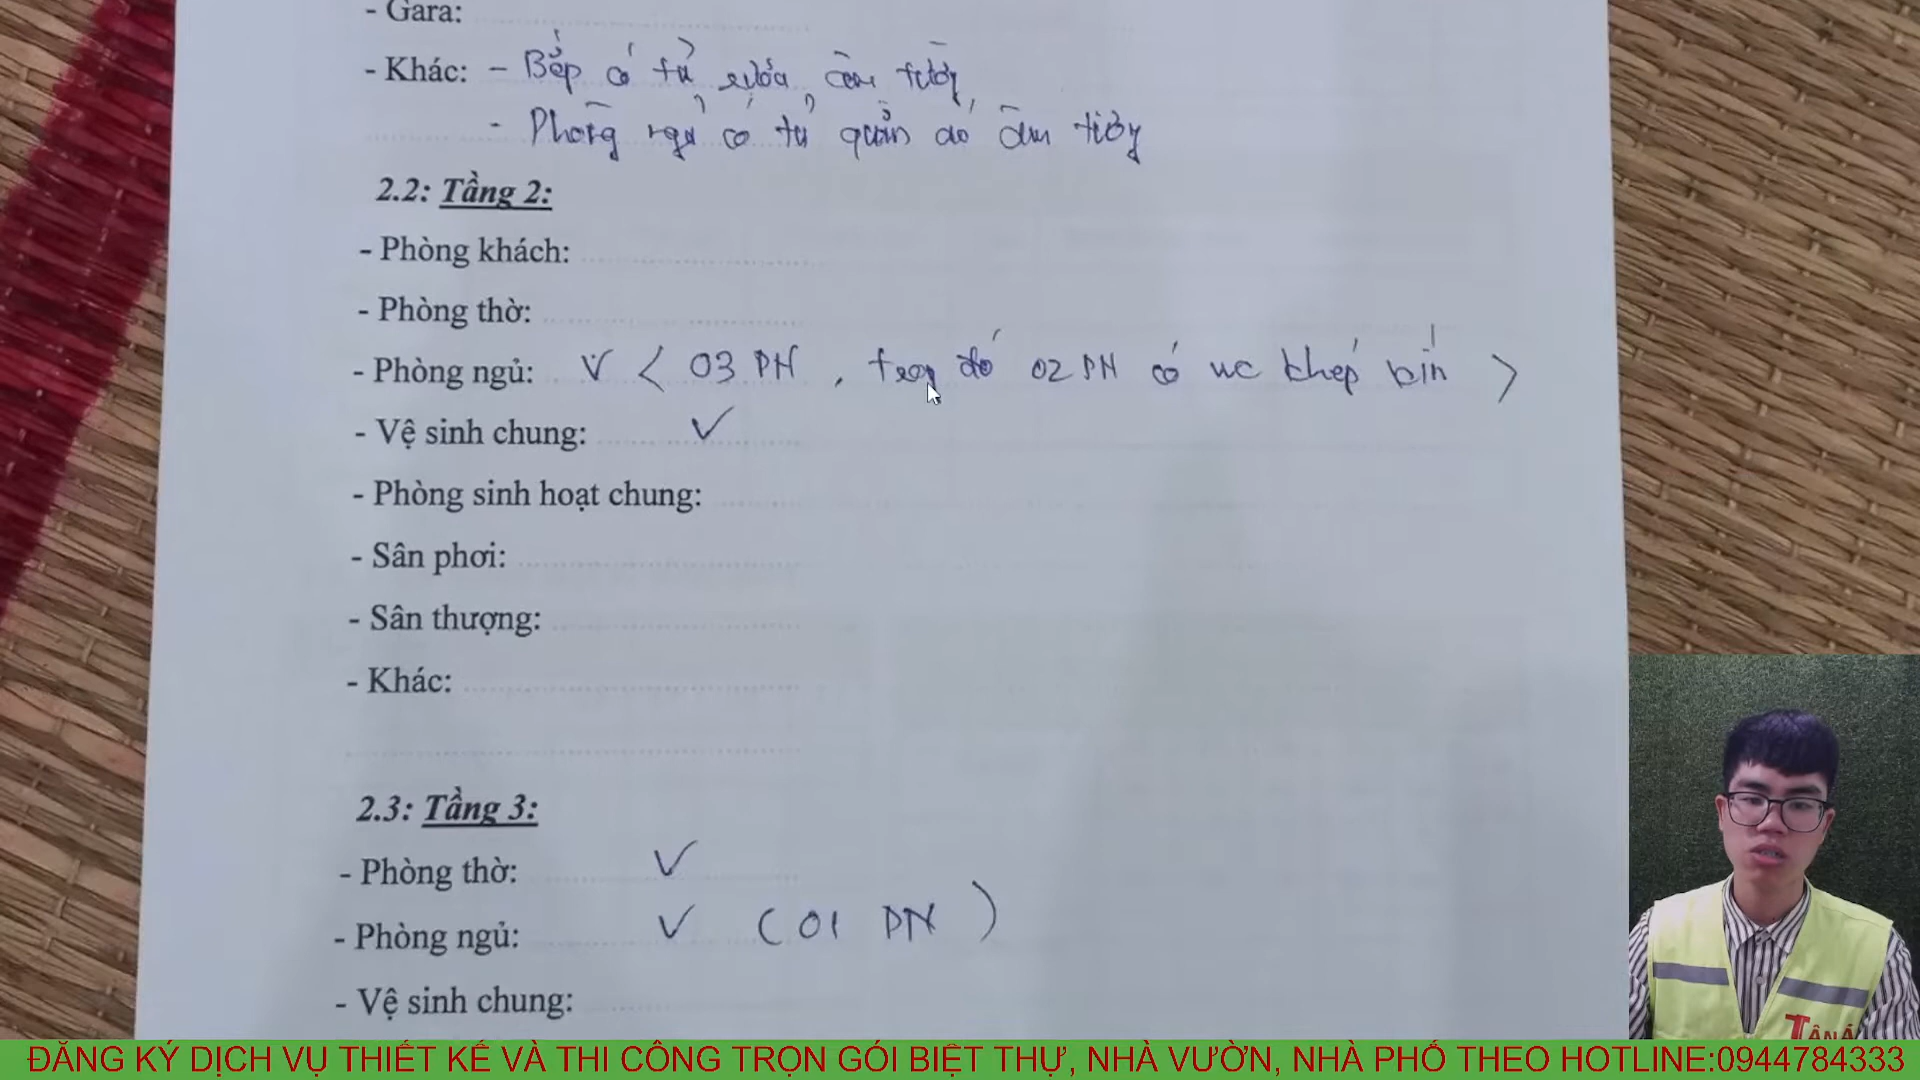 - Gara:
- Khác: - Bếp có tủ rượu âm tường
- Phòng ngủ có tủ quần áo âm tường
2.2: Tầng 2:
- Phòng khách:
- Phòng thờ:
- Phòng ngủ: V < 03 PN , trong đó 02 PN có wc khép kín >
- Vệ sinh chung: ✓
- Phòng sinh hoạt chung:
- Sân phơi:
- Sân thượng:
- Khác:
2.3: Tầng 3:
- Phòng thờ: V
- Phòng ngủ: V ( 01 PN )
- Vệ sinh chung:
TÂN Á
ĐĂNG KÝ DỊCH VỤ THIẾT KẾ VÀ THI CÔNG TRỌN GÓI BIỆT THỰ, NHÀ VƯỜN, NHÀ PHỐ THEO HOTLINE:0944784333